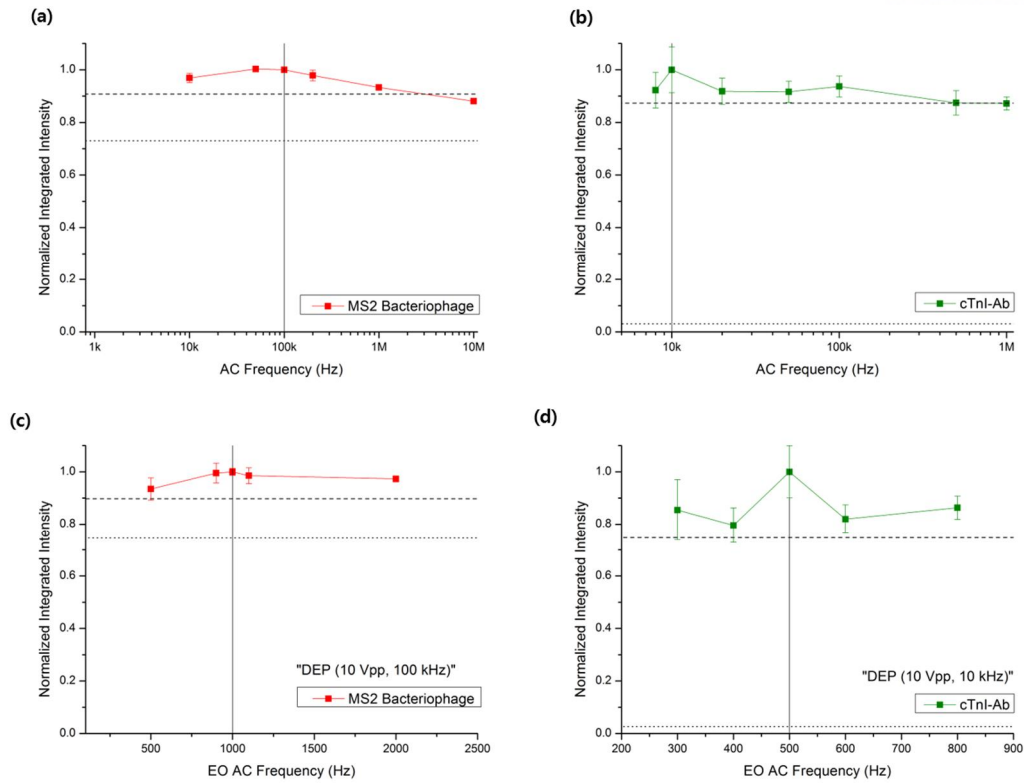 (a)
Normalized Integrated Intensity
1.0
0.8
0.6
0.4
0.2
0.0
1k
10k
100k
1M
10M
AC Frequency (Hz)
MS2 Bacteriophage
(b)
Normalized Integrated Intensity
1.0
0.8
0.6
0.4
0.2
0.0
10k
100k
1M
AC Frequency (Hz)
cTnI-Ab
(c)
Normalized Integrated Intensity
1.0
0.8
0.6
0.4
0.2
0.0
500
1000
1500
2000
2500
EO AC Frequency (Hz)
"DEP (10 Vpp, 100 kHz)"
MS2 Bacteriophage
(d)
Normalized Integrated Intensity
1.0
0.8
0.6
0.4
0.2
0.0
200
300
400
500
600
700
800
900
EO AC Frequency (Hz)
"DEP (10 Vpp, 10 kHz)"
cTnI-Ab